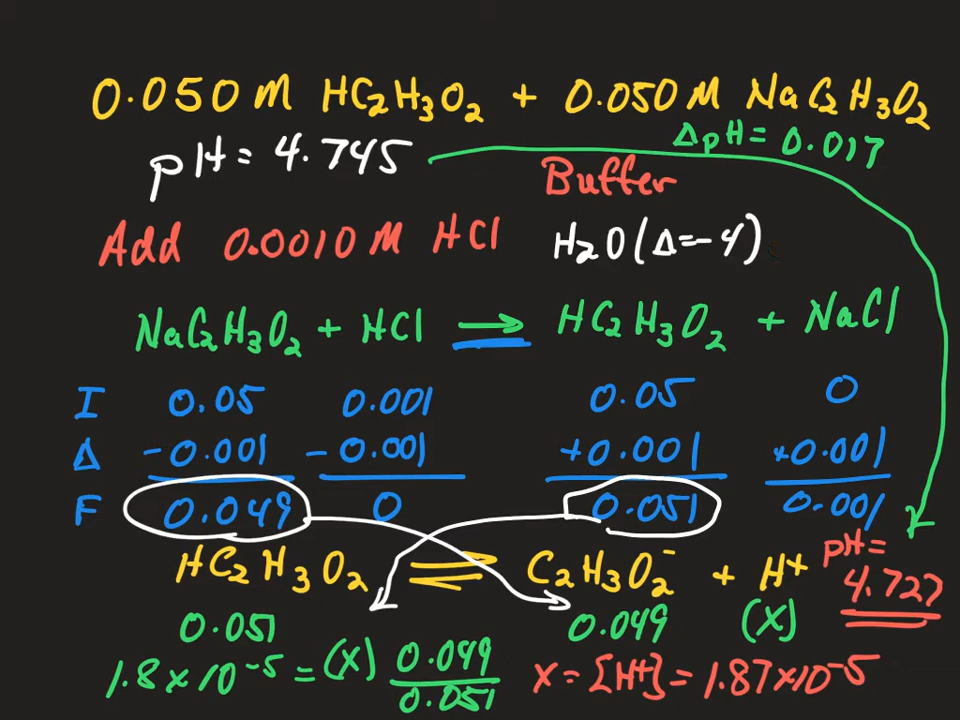 0.050 M HC₂H₃O₂ + 0.050 M NaC₂H₃O₂
pH = 4.745
ΔpH = 0.017
Buffer
Add 0.0010 M HCl
H₂O (Δ = -4)
NaC₂H₃O₂ + HCl → HC₂H₃O₂ + NaCl
I 0.05 0.001 0.05 0
Δ -0.001 -0.001 +0.001 +0.001
F 0.049 0 0.051 0.001
HC₂H₃O₂ ⇌ C₂H₃O₂⁻ + H⁺
pH =
4.727
0.051 0.049 (x)
1.8 x 10⁻⁵ = (x) 0.049/0.051
x = [H⁺] = 1.87 x 10⁻⁵